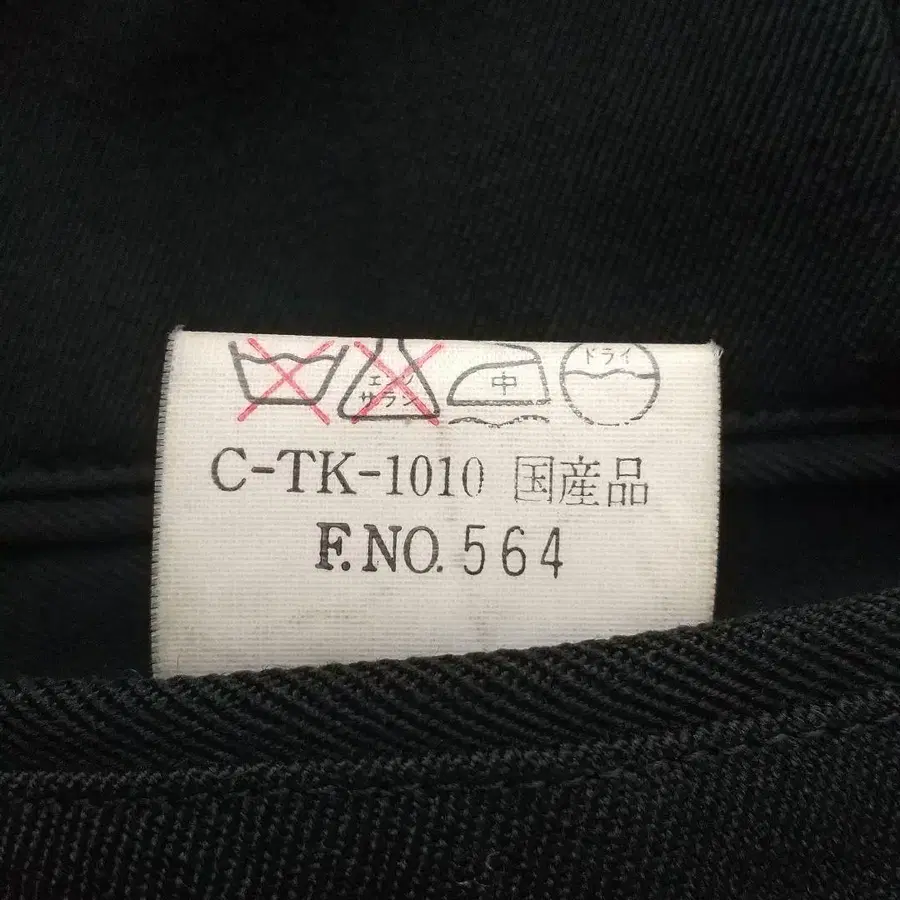 エンソ サラシ 中 ドライ
C-TK-1010 国産品
F.NO. 564